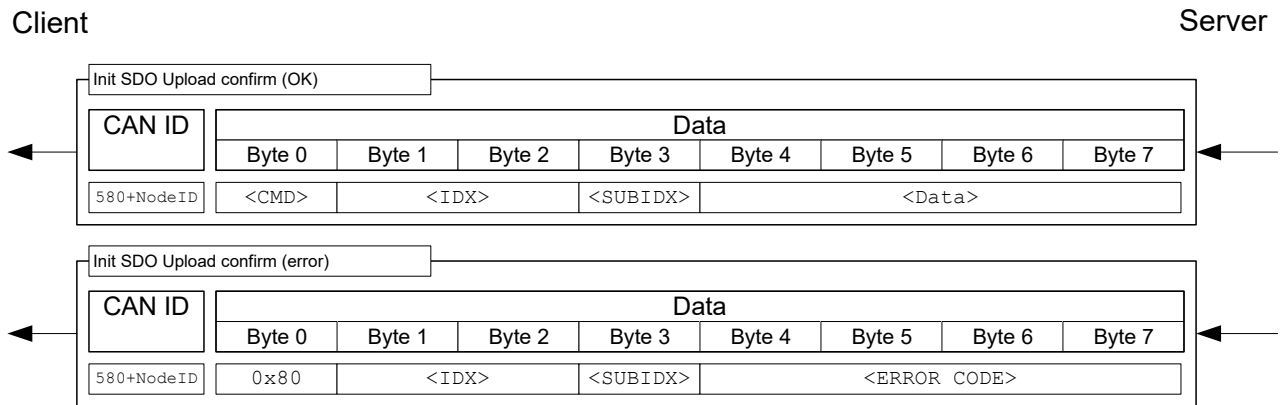 Client Server
Init SDO Upload confirm (OK)
CAN ID Data
Byte 0 Byte 1 Byte 2 Byte 3 Byte 4 Byte 5 Byte 6 Byte 7
580+NodeID <CMD> <IDX> <SUBIDX> <Data>
Init SDO Upload confirm (error)
CAN ID Data
Byte 0 Byte 1 Byte 2 Byte 3 Byte 4 Byte 5 Byte 6 Byte 7
580+NodeID 0x80 <IDX> <SUBIDX> <ERROR CODE>